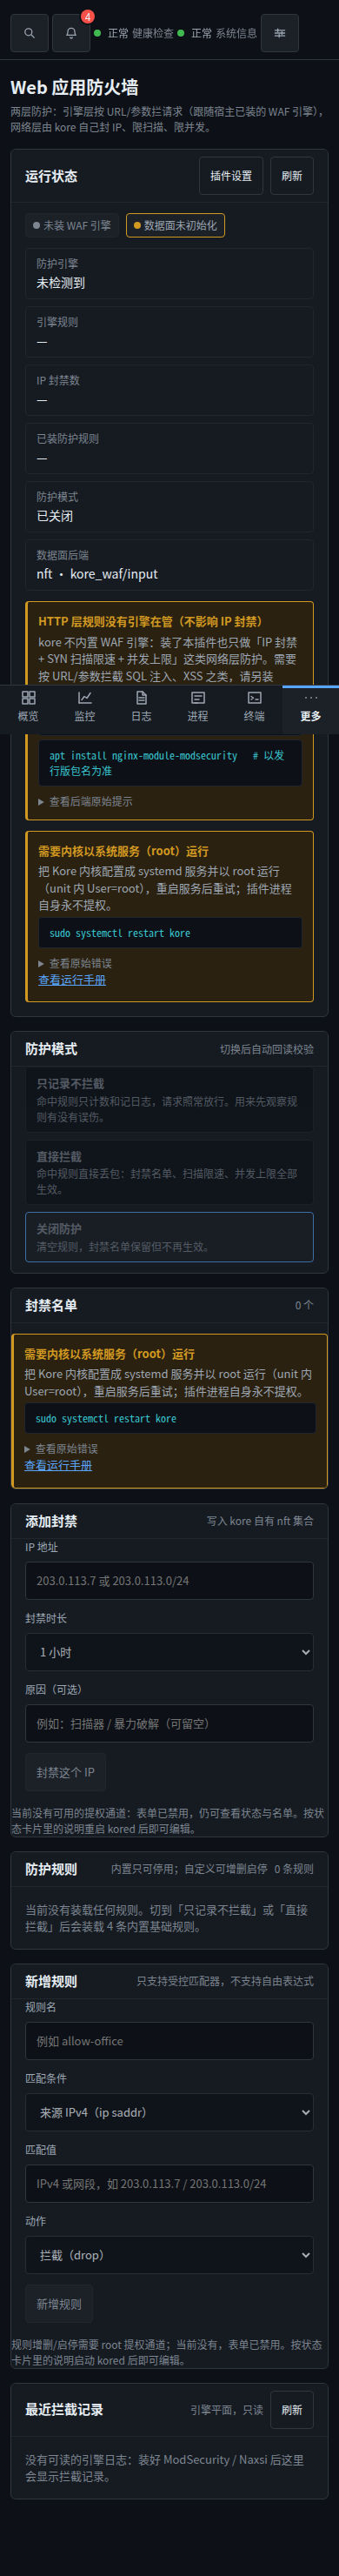 4
正常 健康检查
正常 系统信息
Web 应用防火墙
两层防护：引擎层按 URL/参数拦请求（跟随宿主已装的 WAF 引擎），
网络层由 kore 自己封 IP、限扫描、限并发。
运行状态
插件设置
刷新
未装 WAF 引擎
数据面未初始化
防护引擎
未检测到
引擎规则
—
IP 封禁数
—
已装防护规则
—
防护模式
已关闭
数据面后端
nft · kore_waf/input
HTTP 层规则没有引擎在管（不影响 IP 封禁）
kore 不内置 WAF 引擎：装了本插件也只做「IP 封禁
+ SYN 扫描限速 + 并发上限」这类网络层防护。需要
按 URL/参数拦截 SQL 注入、XSS 之类，请另装
概览
监控
日志
进程
终端
更多
apt install nginx-module-modsecurity  # 以发
行版包名为准
查看后端原始提示
需要内核以系统服务（root）运行
把 Kore 内核配置成 systemd 服务并以 root 运行
（unit 内 User=root），重启服务后重试；插件进程
自身永不提权。
sudo systemctl restart kore
查看原始错误
查看运行手册
防护模式
切换后自动回读校验
只记录不拦截
命中规则只计数和记日志，请求照常放行。用来先观察规
则有没有误伤。
直接拦截
命中规则直接丢包：封禁名单、扫描限速、并发上限全部
生效。
关闭防护
清空规则，封禁名单保留但不再生效。
封禁名单
0 个
需要内核以系统服务（root）运行
把 Kore 内核配置成 systemd 服务并以 root 运行（unit 内
User=root），重启服务后重试；插件进程自身永不提权。
sudo systemctl restart kore
查看原始错误
查看运行手册
添加封禁
写入 kore 自有 nft 集合
IP 地址
203.0.113.7 或 203.0.113.0/24
封禁时长
1 小时
原因（可选）
例如：扫描器 / 暴力破解（可留空）
封禁这个 IP
当前没有可用的提权通道：表单已禁用，仍可查看状态与名单。按状
态卡片里的说明重启 kored 后即可编辑。
防护规则
内置只可停用；自定义可增删启停
0 条规则
当前没有装载任何规则。切到「只记录不拦截」或「直接
拦截」后会装载 4 条内置基础规则。
新增规则
只支持受控匹配器，不支持自由表达式
规则名
例如 allow-office
匹配条件
来源 IPv4（ip saddr）
匹配值
IPv4 或网段，如 203.0.113.7 / 203.0.113.0/24
动作
拦截（drop）
新增规则
规则增删/启停需要 root 提权通道；当前没有，表单已禁用。按状态
卡片里的说明启动 kored 后即可编辑。
最近拦截记录
引擎平面，只读
刷新
没有可读的引擎日志：装好 ModSecurity / Naxsi 后这里
会显示拦截记录。